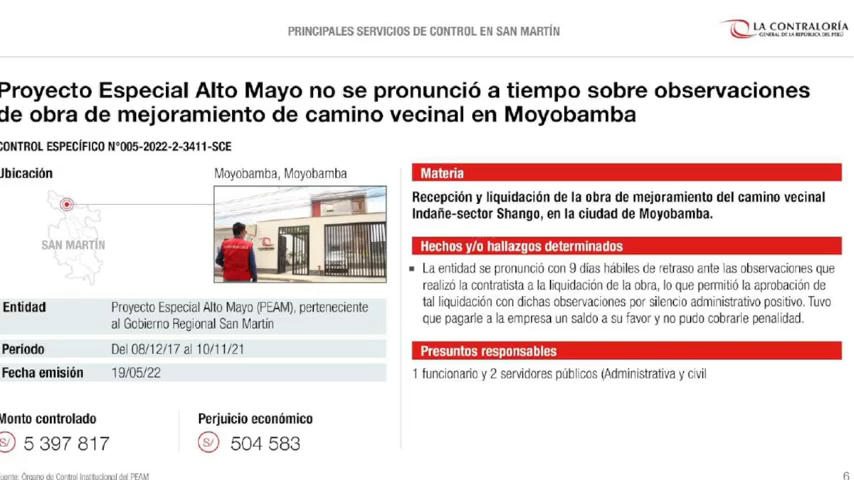 PRINCIPALES SERVICIOS DE CONTROL EN SAN MARTÍN
LA CONTRALORÍA
GENERAL DE LA REPÚBLICA DEL PERÚ
Proyecto Especial Alto Mayo no se pronunció a tiempo sobre observaciones
de obra de mejoramiento de camino vecinal en Moyobamba
CONTROL ESPECÍFICO N°005-2022-2-3411-SCE
Ubicación
Moyobamba, Moyobamba
SAN MARTÍN
Entidad
Proyecto Especial Alto Mayo (PEAM), perteneciente
al Gobierno Regional San Martín
Período
Del 08/12/17 al 10/11/21
Fecha emisión
19/05/22
Monto controlado
S/ 5 397 817
Perjuicio económico
S/ 504 583
Fuente: Órgano de Control Institucional del PEAM
Materia
Recepción y liquidación de la obra de mejoramiento del camino vecinal
Indañe-sector Shango, en la ciudad de Moyobamba.
Hechos y/o hallazgos determinados
▪ La entidad se pronunció con 9 días hábiles de retraso ante las observaciones que
realizó la contratista a la liquidación de la obra, lo que permitió la aprobación de
tal liquidación con dichas observaciones por silencio administrativo positivo. Tuvo
que pagarle a la empresa un saldo a su favor y no pudo cobrarle penalidad.
Presuntos responsables
1 funcionario y 2 servidores públicos (Administrativa y civil
6